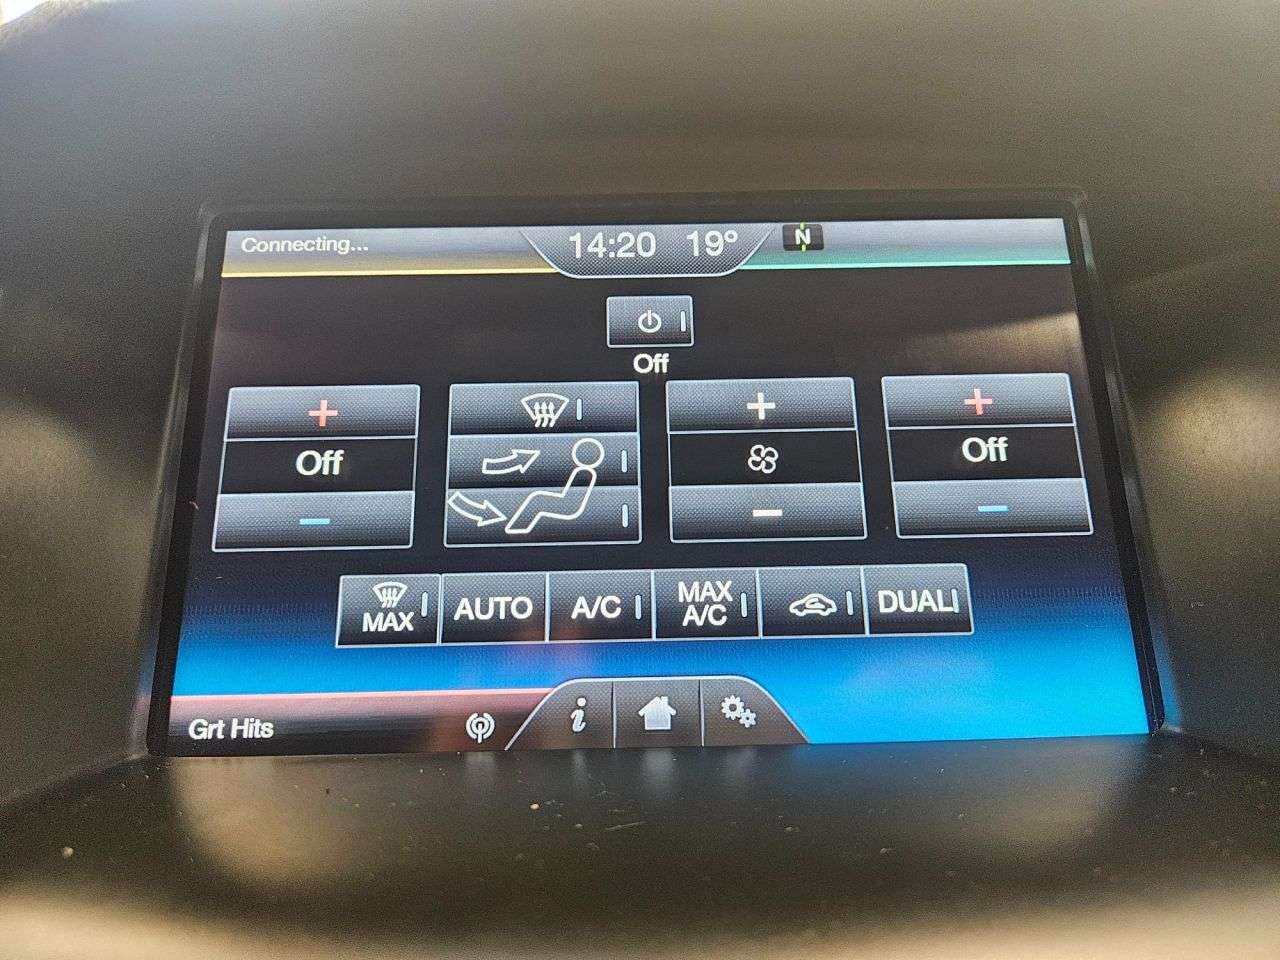 Connecting...
14:20 19°
N
Off
Off
Off
MAX
AUTO
A/C
MAX
A/C
DUAL
Grt Hits
i